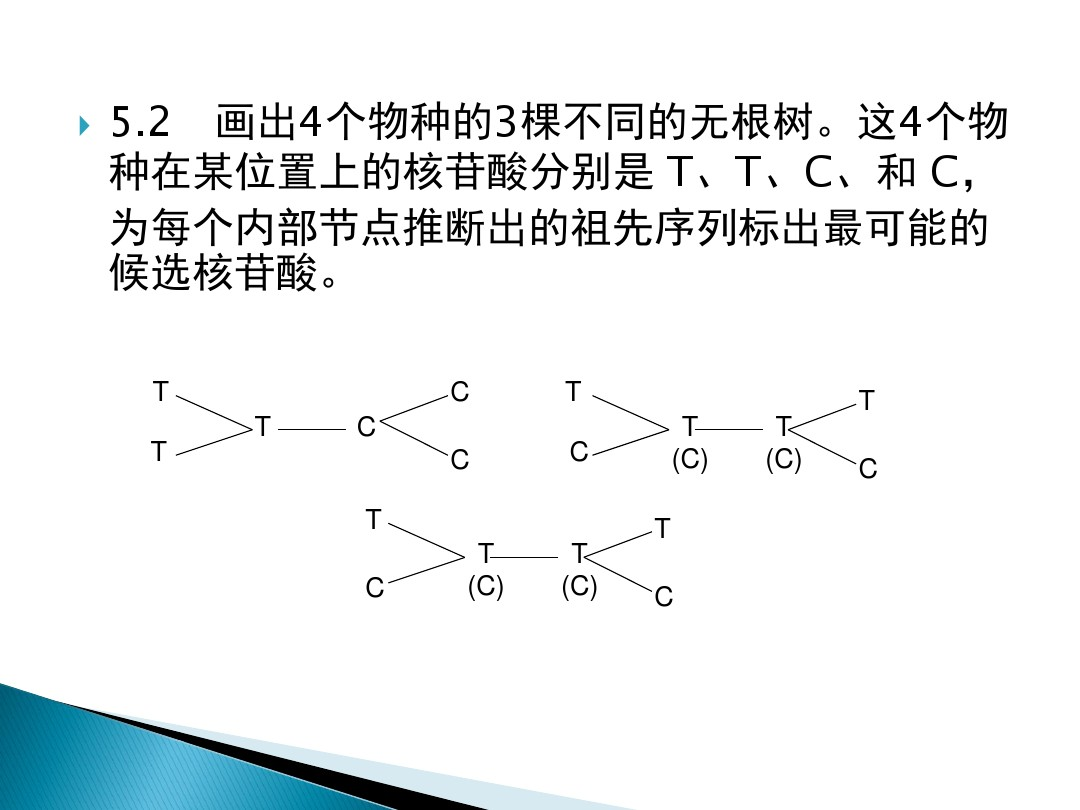 5.2 画出4个物种的3棵不同的无根树。这4个物
种在某位置上的核苷酸分别是 T、T、C、和 C，
为每个内部节点推断出的祖先序列标出最可能的
候选核苷酸。
T C T T
T C T T
T C C C
(C) (C)
T T
T T
C (C) (C) C